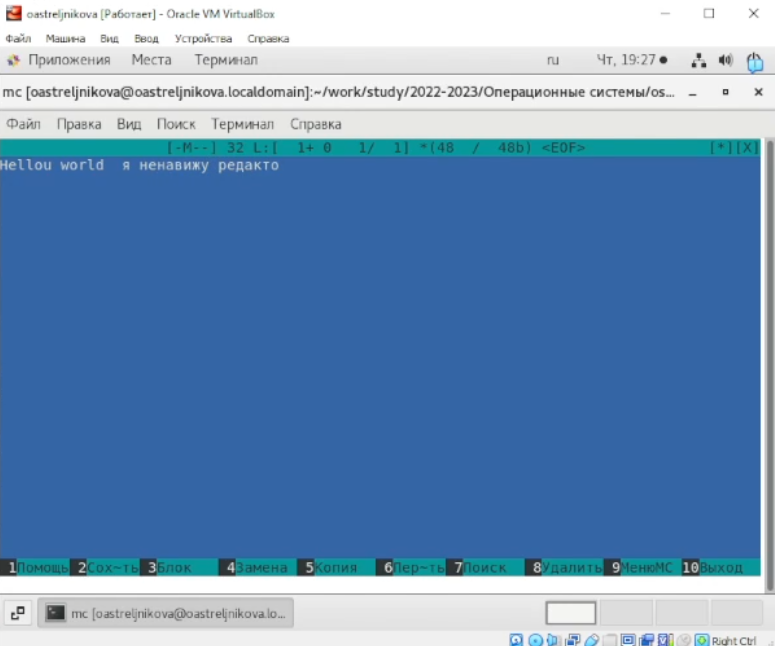 oastreljnikova [Работает] - Oracle VM VirtualBox
Файл Машина Вид Ввод Устройства Справка
Приложения Места Терминал ru Чт, 19:27
mc [oastreljnikova@oastreljnikova.localdomain]:~/work/study/2022-2023/Операционные системы/os...
Файл Правка Вид Поиск Терминал Справка
[-M--] 32 L:[ 1+ 0 1/ 1] *(48 / 48b) <EOF> [*][X]
Hellou world я ненавижу редакто
1Помощь 2Сох~ть 3Блок 4Замена 5Копия 6Пер~ть 7Поиск 8Удалить 9МенюМС 10Выход
mc [oastreljnikova@oastreljnikova.lo...
Right Ctrl